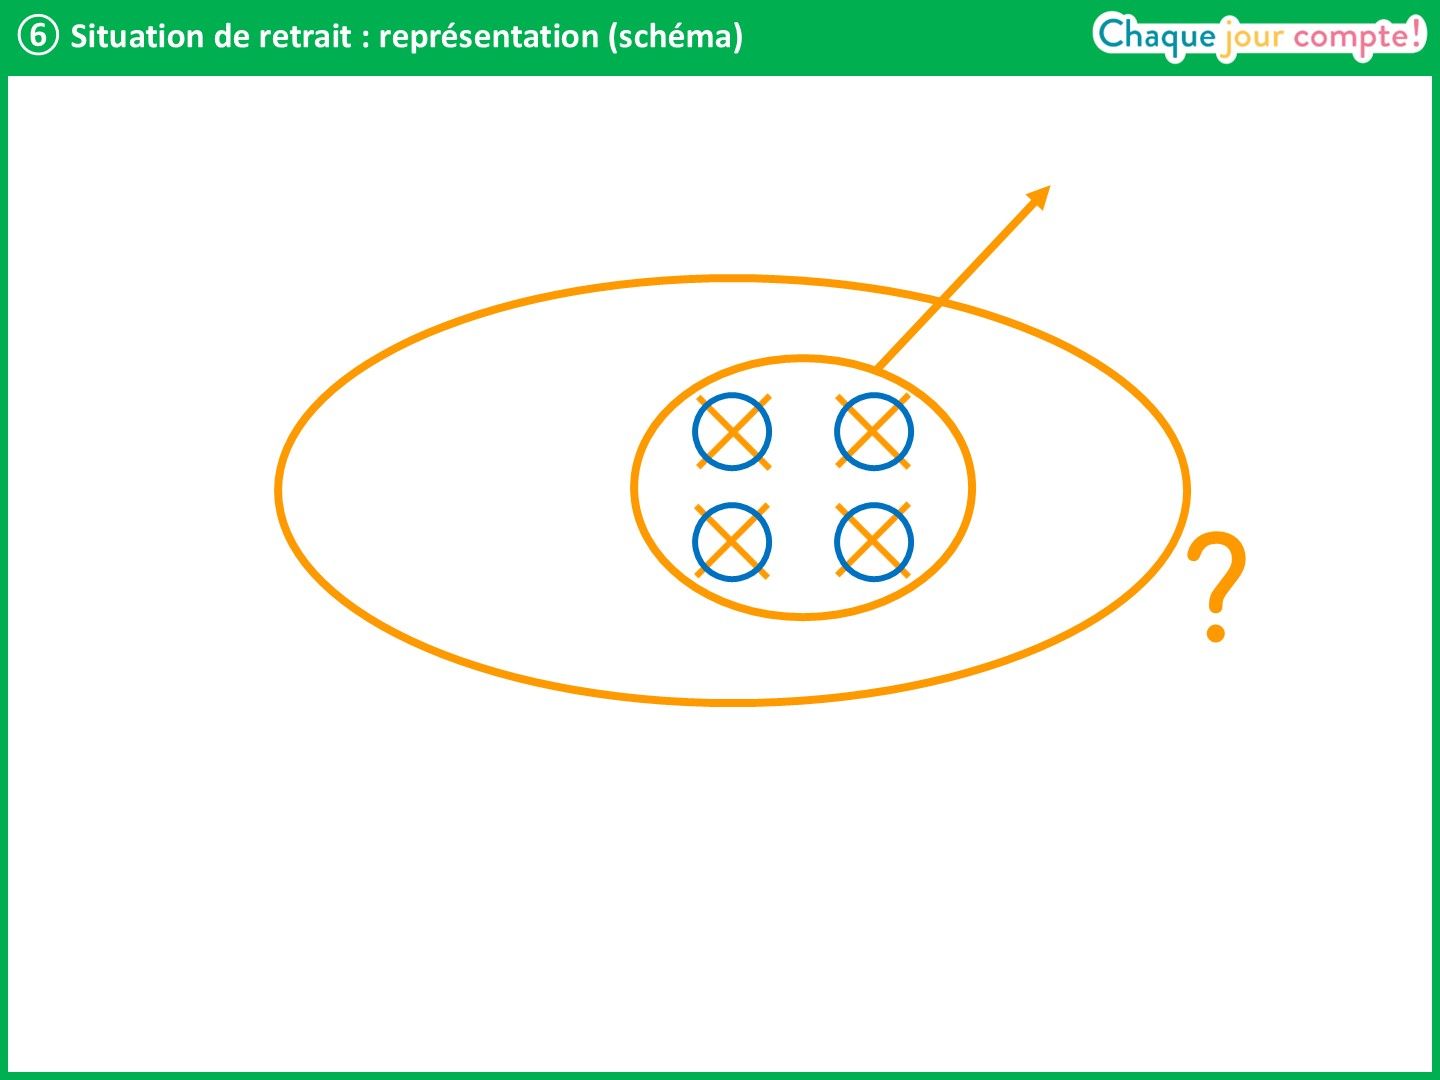 ⑥ Situation de retrait : représentation (schéma)
Chaque jour compte!
?